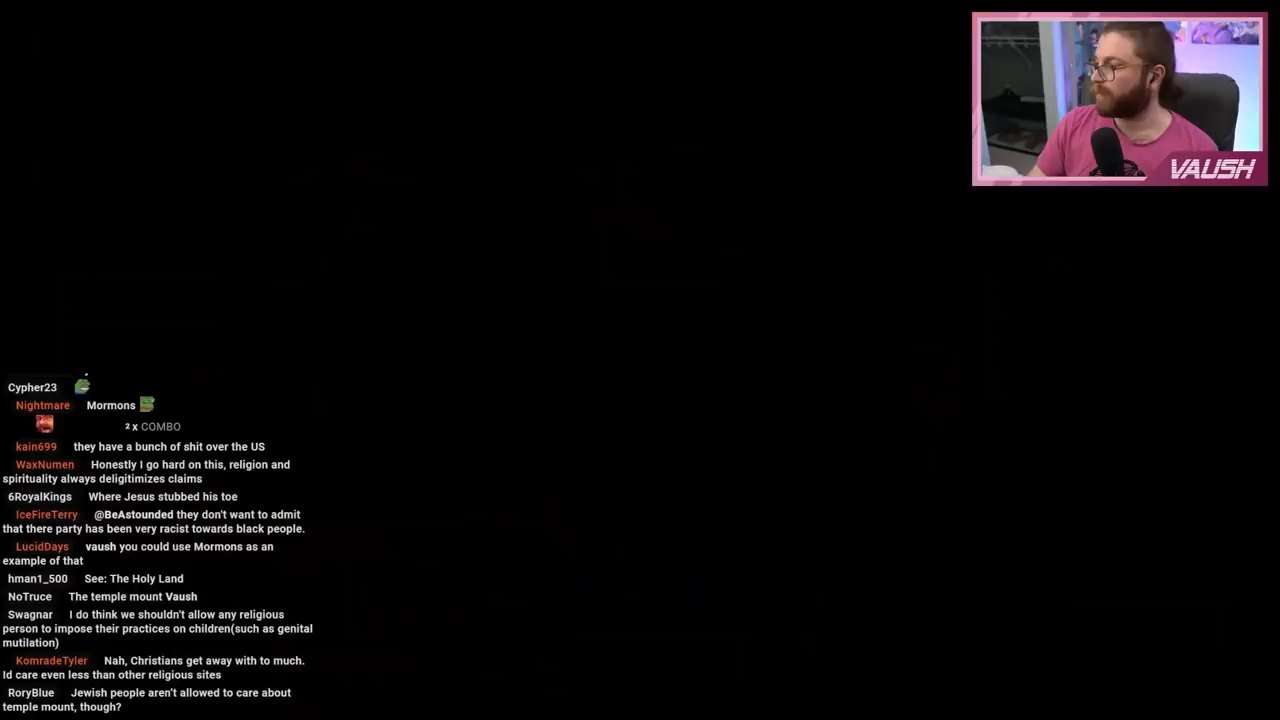 VAUSH
Cypher23
Nightmare Mormons
2 x COMBO
kain699 they have a bunch of shit over the US
WaxNumen Honestly I go hard on this, religion and
spirituality always deligitimizes claims
6RoyalKings Where Jesus stubbed his toe
IceFireTerry @BeAstounded they don't want to admit
that there party has been very racist towards black people.
LucidDays vaush you could use Mormons as an
example of that
hman1_500 See: The Holy Land
NoTruce The temple mount Vaush
Swagnar I do think we shouldn't allow any religious
person to impose their practices on children(such as genital
mutilation)
KomradeTyler Nah, Christians get away with to much.
Id care even less than other religious sites
RoryBlue Jewish people aren't allowed to care about
temple mount, though?